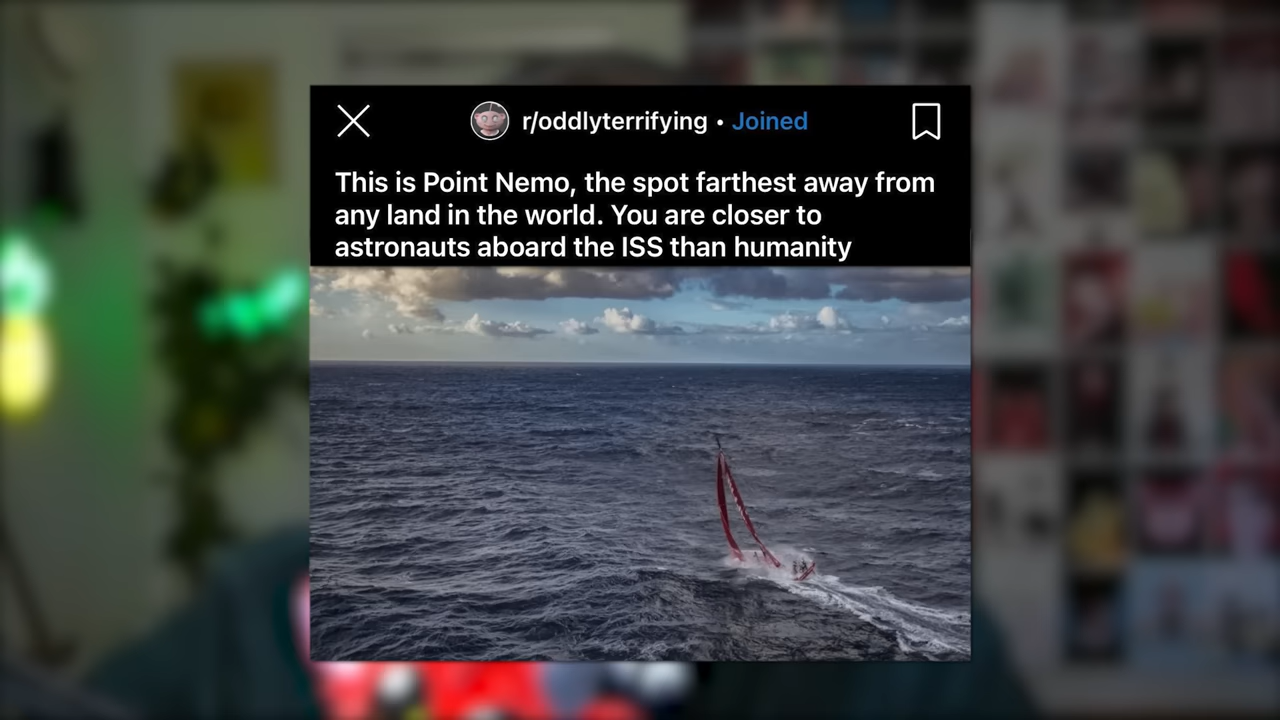 r/oddlyterrifying • Joined
This is Point Nemo, the spot farthest away from
any land in the world. You are closer to
astronauts aboard the ISS than humanity